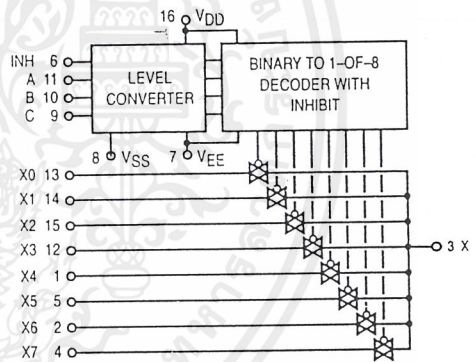 16 VDD
INH 6
A 11
B 10
C 9
LEVEL
CONVERTER
BINARY TO 1–OF–8
DECODER WITH
INHIBIT
8 VSS
7 VEE
X0 13
X1 14
X2 15
X3 12
X4 1
X5 5
X6 2
X7 4
3 X